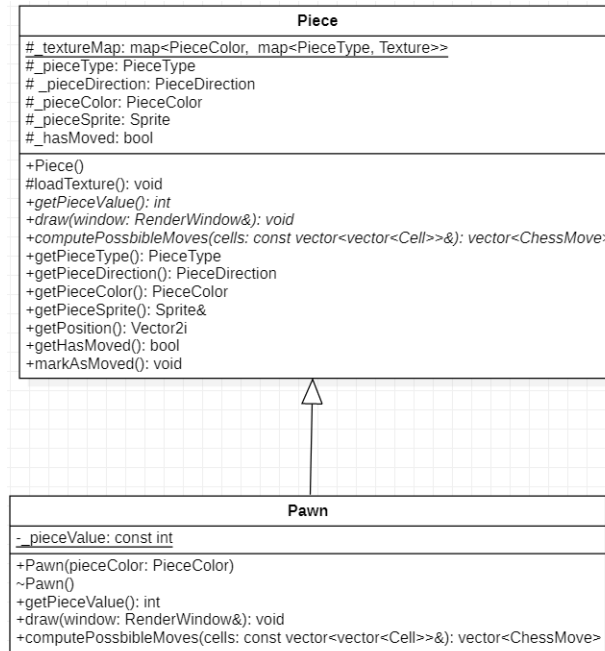 Piece
#_textureMap: map<PieceColor,  map<PieceType, Texture>>
#_pieceType: PieceType
# _pieceDirection: PieceDirection
#_pieceColor: PieceColor
#_pieceSprite: Sprite
#_hasMoved: bool
+Piece()
#loadTexture(): void
+getPieceValue(): int
+draw(window: RenderWindow&): void
+computePossbibleMoves(cells: const vector<vector<Cell>>&): vector<ChessMove>
+getPieceType(): PieceType
+getPieceDirection(): PieceDirection
+getPieceColor(): PieceColor
+getPieceSprite(): Sprite&
+getPosition(): Vector2i
+getHasMoved(): bool
+markAsMoved(): void
Pawn
-_pieceValue: const int
+Pawn(pieceColor: PieceColor)
~Pawn()
+getPieceValue(): int
+draw(window: RenderWindow&): void
+computePossbibleMoves(cells: const vector<vector<Cell>>&): vector<ChessMove>